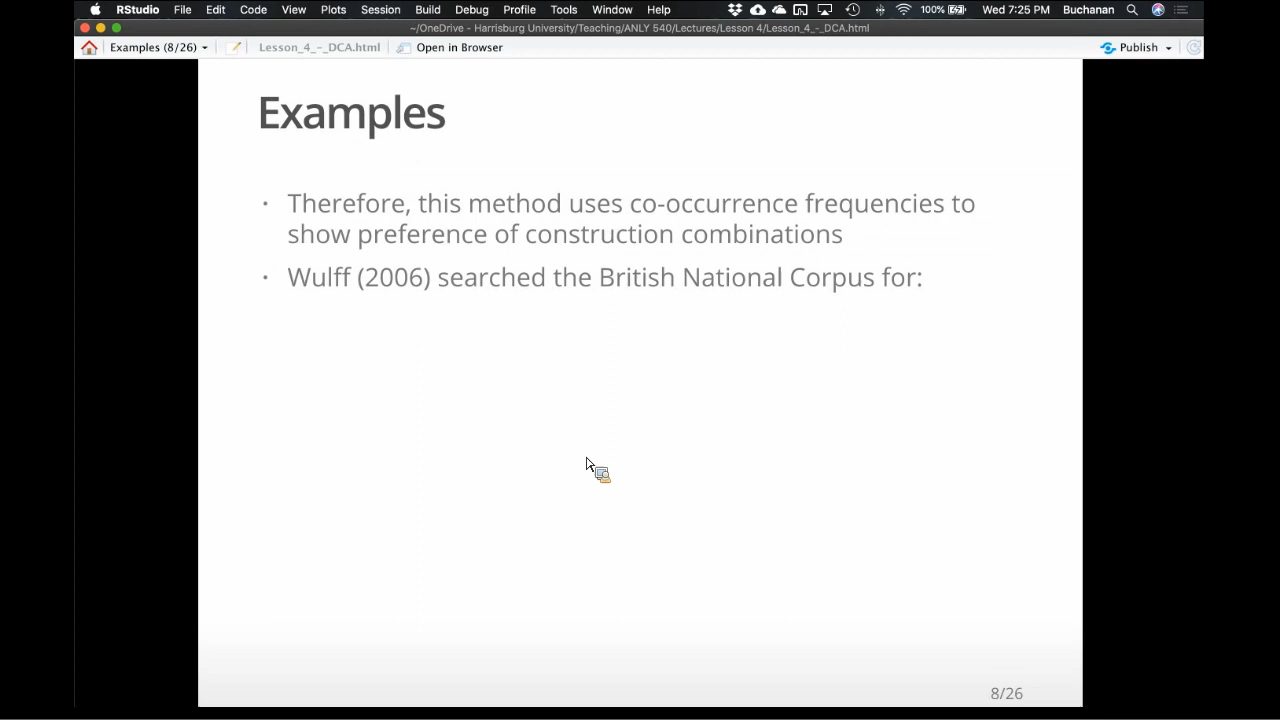 RStudio File Edit Code View Plots Session Build Debug Profile Tools Window Help 100% Wed 7:25 PM Buchanan
~/OneDrive - Harrisburg University/Teaching/ANLY 540/Lectures/Lesson 4/Lesson_4_-_DCA.html
Examples (8/26) Lesson_4_-_DCA.html Open in Browser Publish
Examples
· Therefore, this method uses co-occurrence frequencies to
show preference of construction combinations
· Wulff (2006) searched the British National Corpus for:
8/26